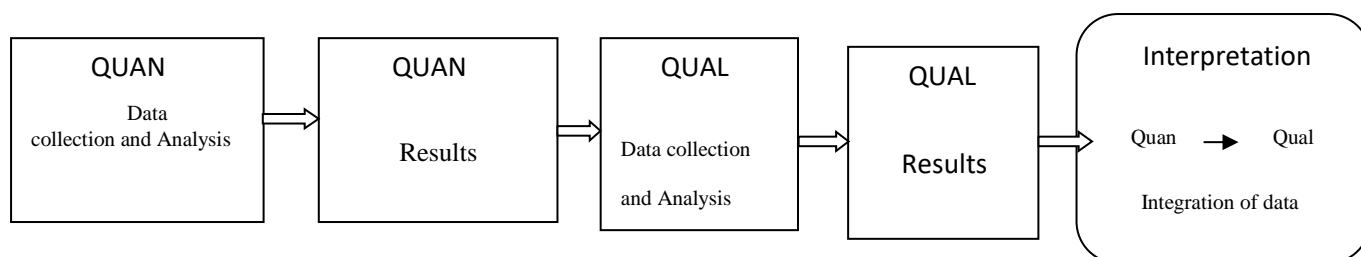 QUAN
Data
collection and Analysis
QUAN
Results
QUAL
Data collection
and Analysis
QUAL
Results
Interpretation
Quan Qual
Integration of data